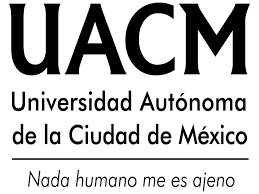 UACM
Universidad Autónoma
de la Ciudad de México
Nada humano me es ajeno